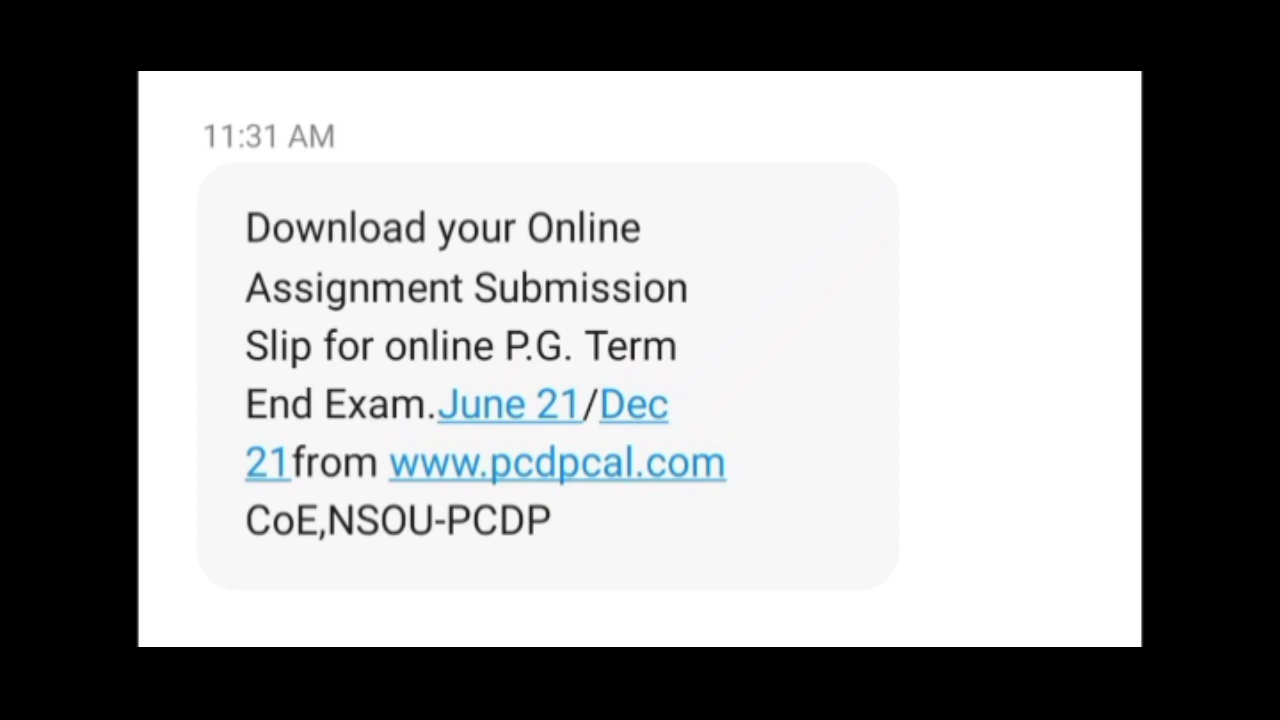 11:31 AM
Download your Online
Assignment Submission
Slip for online P.G. Term
End Exam.June 21/Dec
21from www.pcdpcal.com
CoE,NSOU-PCDP